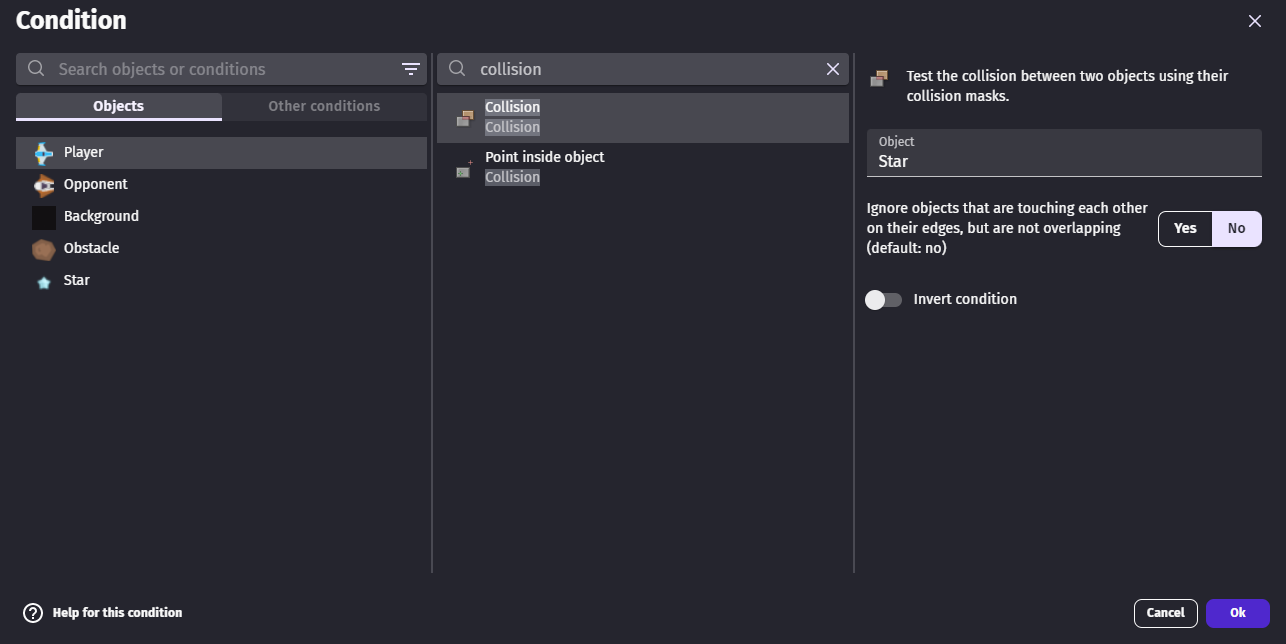 Condition
Search objects or conditions
Objects
Other conditions
Player
Opponent
Background
Obstacle
Star
collision
Collision
Collision
Point inside object
Collision
Test the collision between two objects using their
collision masks.
Object
Star
Ignore objects that are touching each other
on their edges, but are not overlapping
(default: no)
Yes
No
Invert condition
Help for this condition
Cancel
Ok